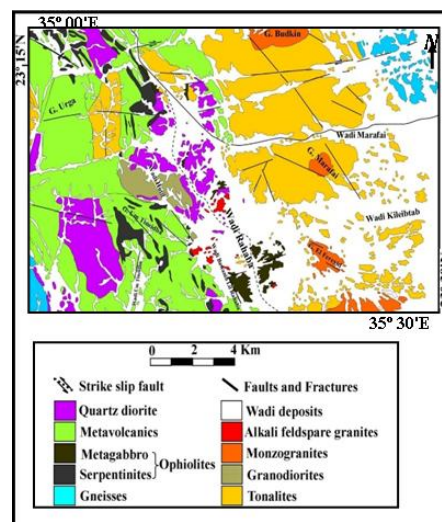 35° 00'E
23° 15'N
G. Budkin
N
G. Urga
Wadi Marafai
G. Marafai
Wadi Kileibtab
Wadi Rahaba
35° 30'E
0 2 4 Km
Strike slip fault
Faults and Fractures
Quartz diorite
Wadi deposits
Metavolcanics
Alkali feldspare granites
Metagabbro
Ophiolites
Monzogranites
Serpentinites
Granodiorites
Gneisses
Tonalites